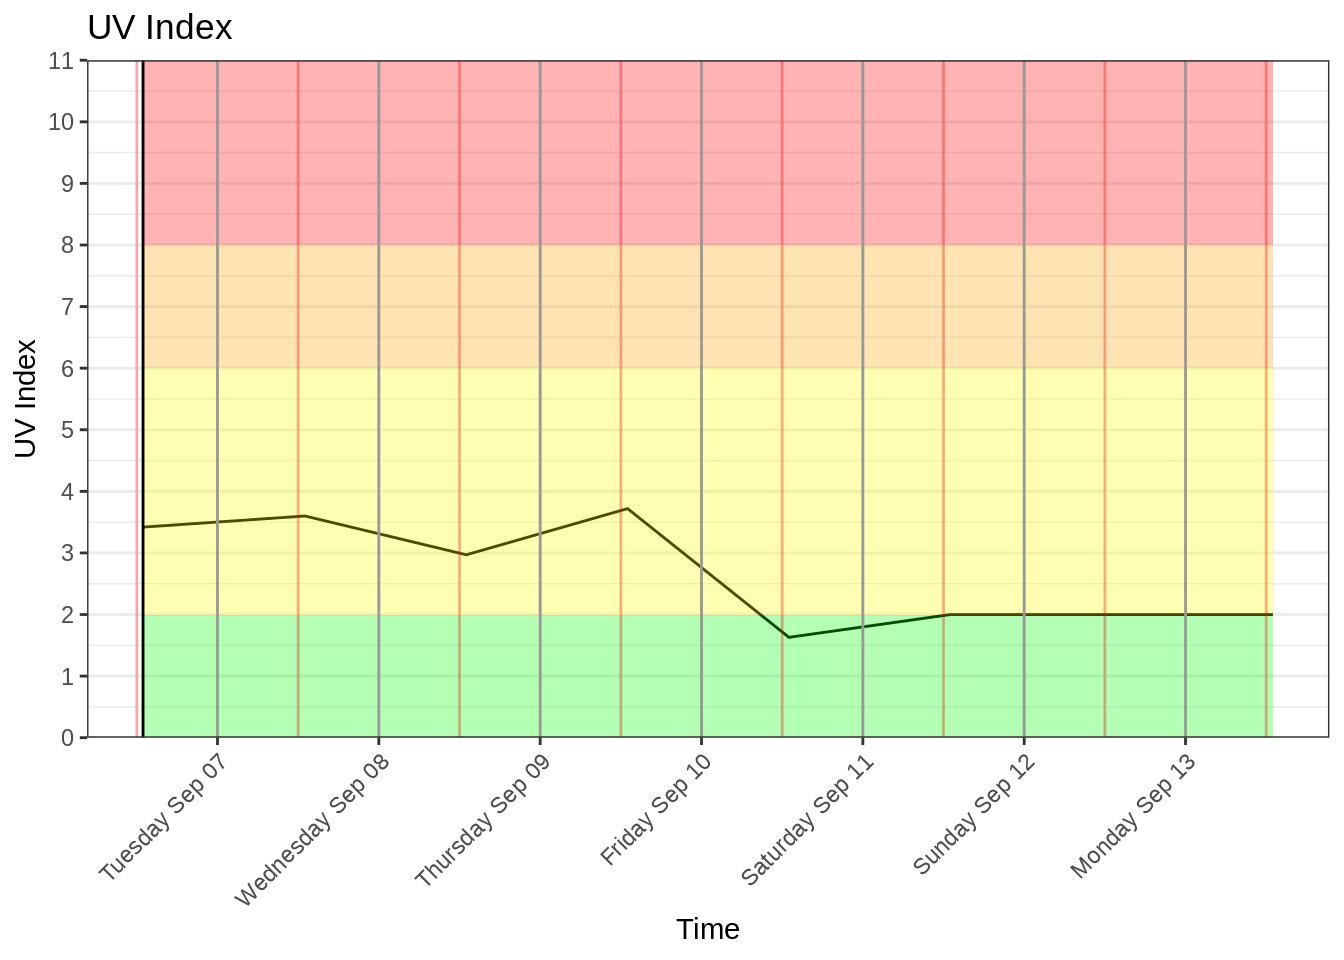 UV Index
11
10
9
8
7
6
5
4
3
2
1
0
UV Index
Tuesday Sep 07
Wednesday Sep 08
Thursday Sep 09
Friday Sep 10
Saturday Sep 11
Sunday Sep 12
Monday Sep 13
Time